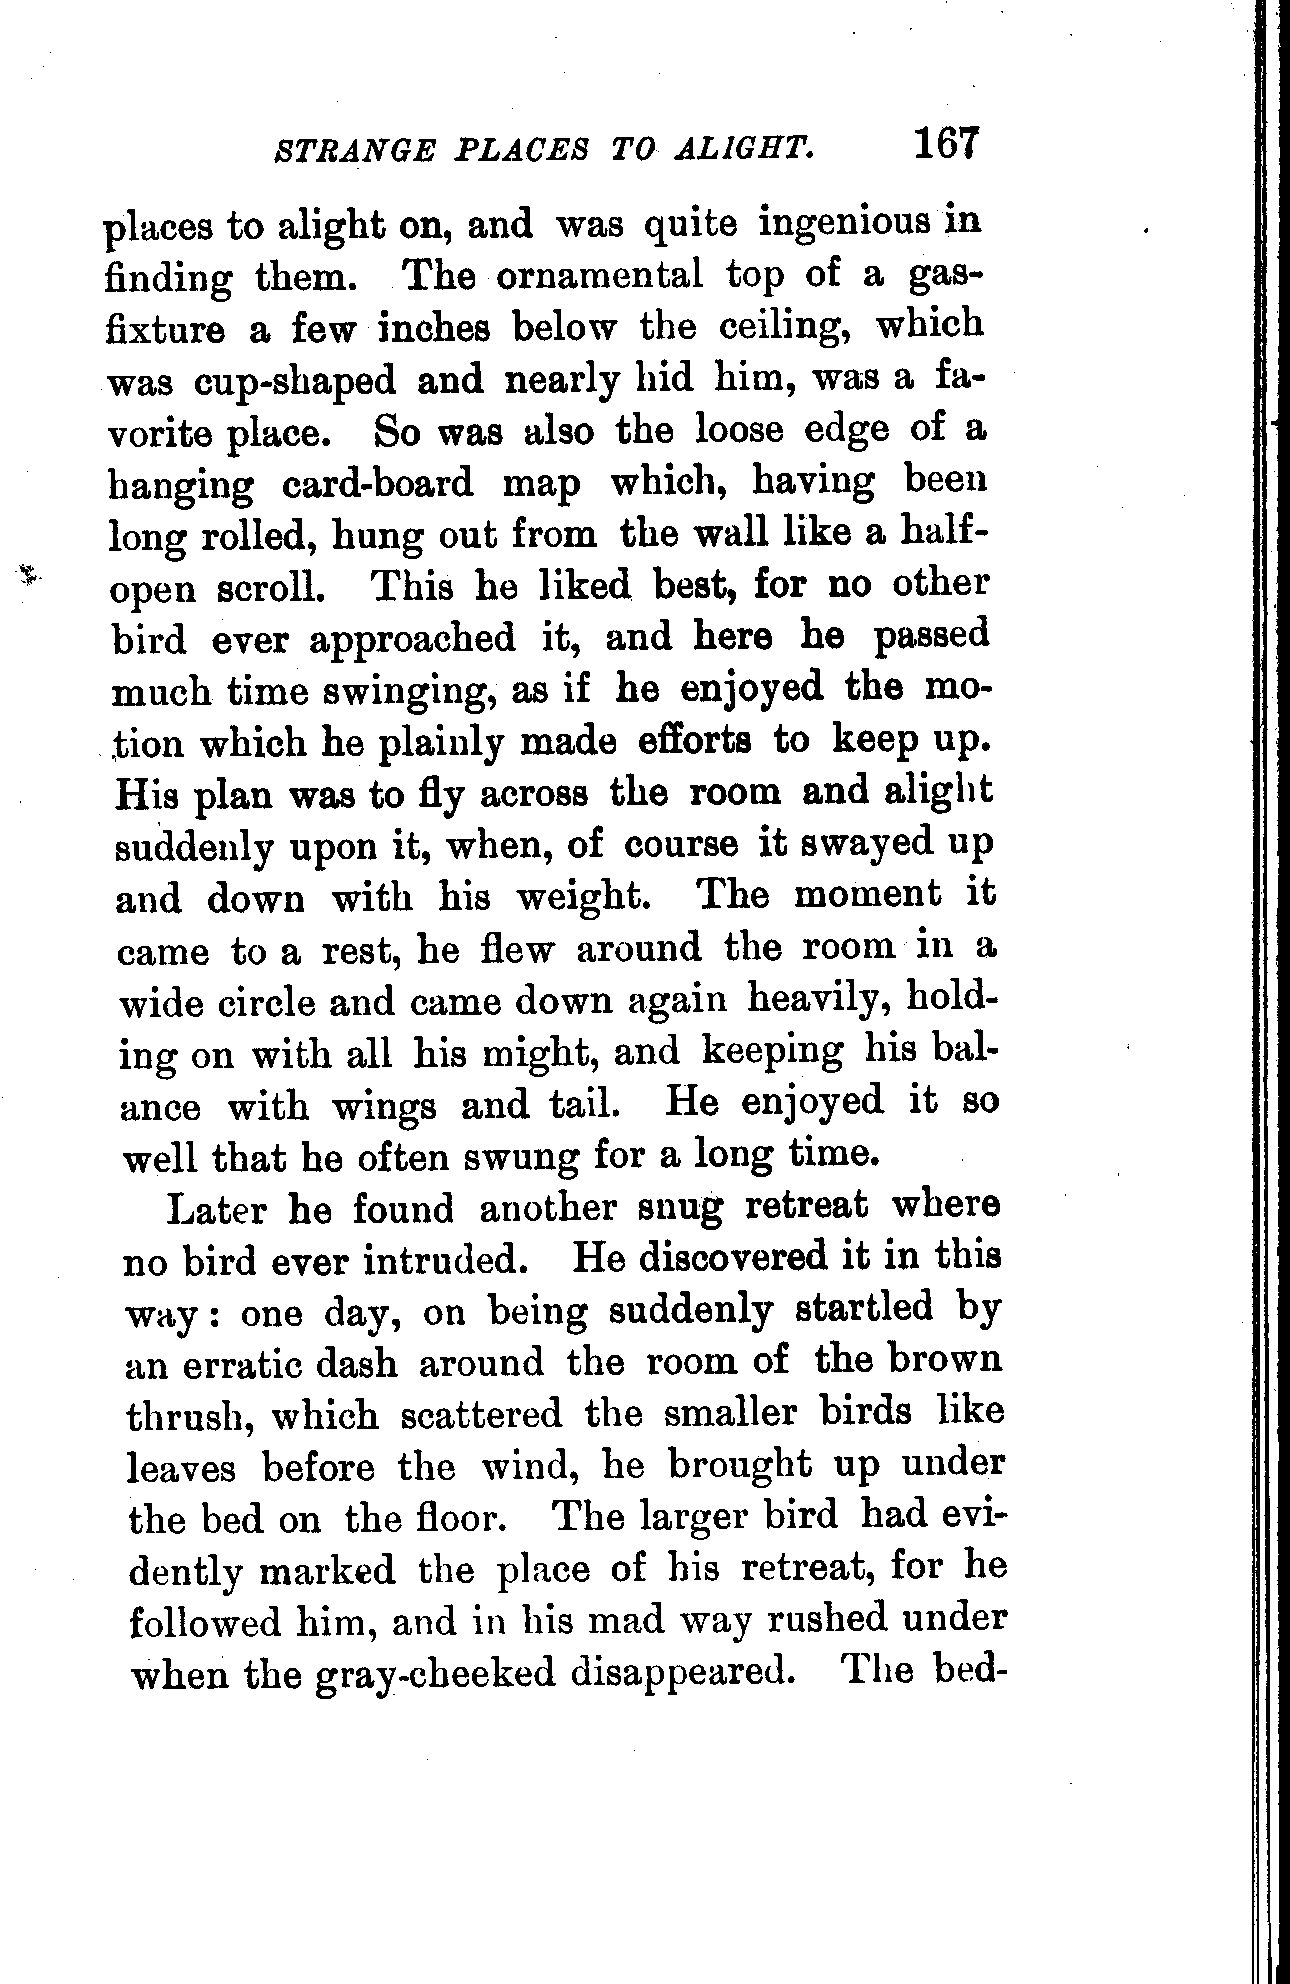 STRANGE PLACES TO ALIGHT. 167
places to alight on, and was quite ingenious in
finding them. The ornamental top of a gas-
fixture a few inches below the ceiling, which
was cup-shaped and nearly hid him, was a fa-
vorite place. So was also the loose edge of a
hanging card-board map which, having been
long rolled, hung out from the wall like a half-
open scroll. This he liked best, for no other
bird ever approached it, and here he passed
much time swinging, as if he enjoyed the mo-
tion which he plainly made efforts to keep up.
His plan was to fly across the room and alight
suddenly upon it, when, of course it swayed up
and down with his weight. The moment it
came to a rest, he flew around the room in a
wide circle and came down again heavily, hold-
ing on with all his might, and keeping his bal-
ance with wings and tail. He enjoyed it so
well that he often swung for a long time.
Later he found another snug retreat where
no bird ever intruded. He discovered it in this
way : one day, on being suddenly startled by
an erratic dash around the room of the brown
thrush, which scattered the smaller birds like
leaves before the wind, he brought up under
the bed on the floor. The larger bird had evi-
dently marked the place of his retreat, for he
followed him, and in his mad way rushed under
when the gray-cheeked disappeared. The bed-